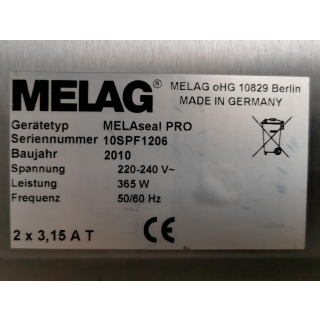 MELAG®
MELAG oHG 10829 Berlin
MADE IN GERMANY
Gerätetyp MELAseal PRO
Seriennummer 10SPF1206
Baujahr 2010
Spannung 220-240 V~
Leistung 365 W
Frequenz 50/60 Hz
2 x 3,15 A T
CE